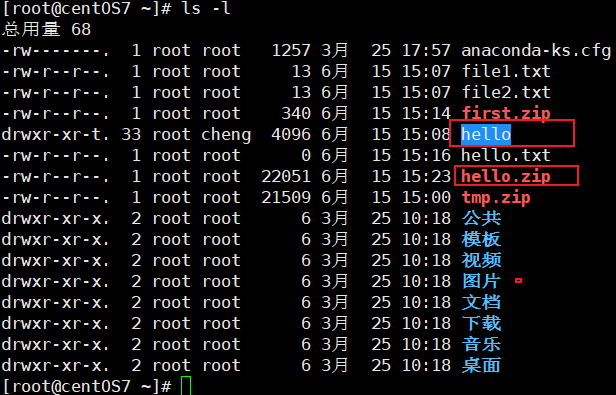 [root@centOS7 ~]# ls -l
总用量 68
-rw-------. 1 root root 1257 3月 25 17:57 anaconda-ks.cfg
-rw-r--r--. 1 root root 13 6月 15 15:07 file1.txt
-rw-r--r--. 1 root root 13 6月 15 15:07 file2.txt
-rw-r--r--. 1 root root 340 6月 15 15:14 first.zip
drwxr-xr-t. 33 root cheng 4096 6月 15 15:08 hello
-rw-r--r--. 1 root root 0 6月 15 15:16 hello.txt
-rw-r--r--. 1 root root 22051 6月 15 15:23 hello.zip
-rw-r--r--. 1 root root 21509 6月 15 15:00 tmp.zip
drwxr-xr-x. 2 root root 6 3月 25 10:18 公共
drwxr-xr-x. 2 root root 6 3月 25 10:18 模板
drwxr-xr-x. 2 root root 6 3月 25 10:18 视频
drwxr-xr-x. 2 root root 6 3月 25 10:18 图片
drwxr-xr-x. 2 root root 6 3月 25 10:18 文档
drwxr-xr-x. 2 root root 6 3月 25 10:18 下载
drwxr-xr-x. 2 root root 6 3月 25 10:18 音乐
drwxr-xr-x. 2 root root 6 3月 25 10:18 桌面
[root@centOS7 ~]#